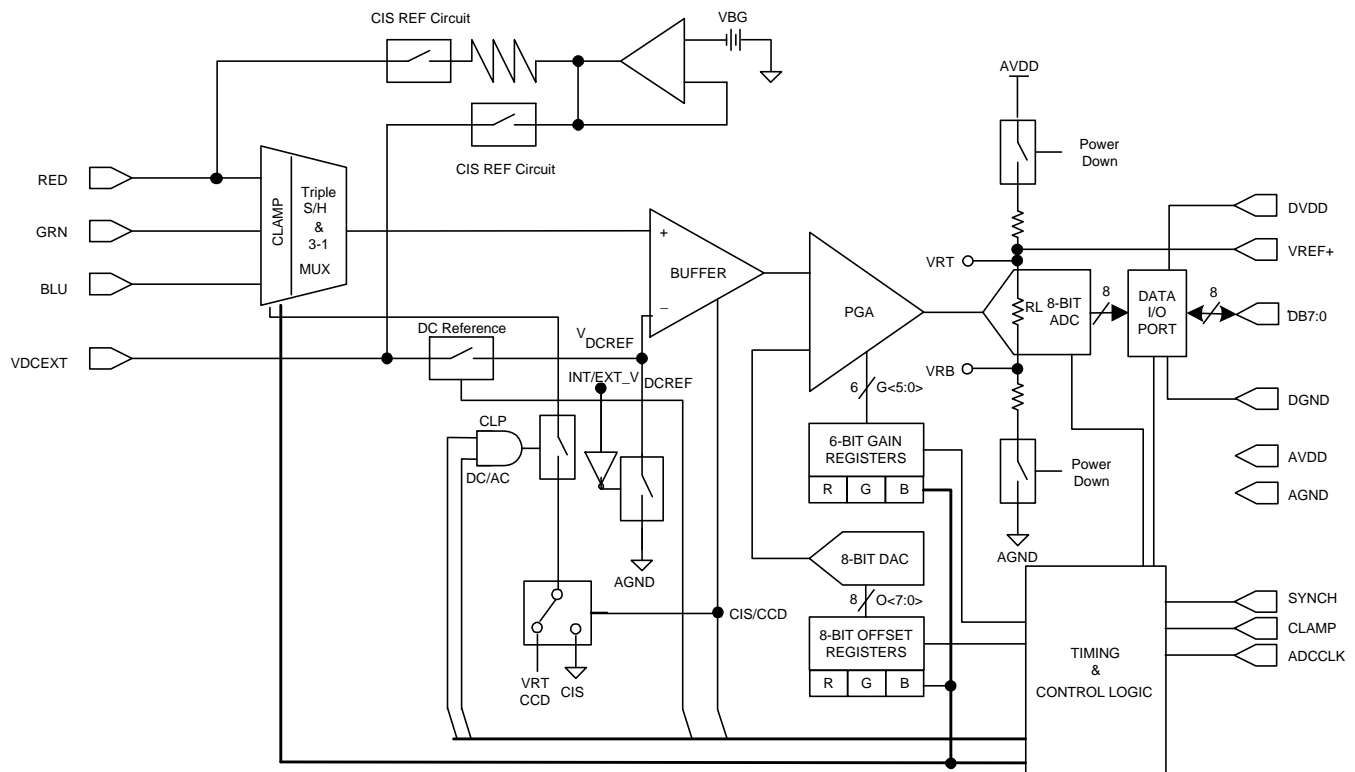 CIS REF Circuit
VBG
CIS REF Circuit
AVDD
Power
Down
RED
GRN
BLU
VDCEXT
CLAMP
Triple
S/H
&
3-1
MUX
+
BUFFER
–
DC Reference
V
DCREF
INT/EXT_V
DCREF
CLP
DC/AC
AGND
VRT
CCD
CIS
CIS/CCD
PGA
6
G<5:0>
6-BIT GAIN
REGISTERS
R
G
B
8-BIT DAC
8
O<7:0>
8-BIT OFFSET
REGISTERS
R
G
B
VRT
RL
8-BIT
ADC
VRB
Power
Down
AGND
8
DATA
I/O
PORT
8
DVDD
VREF+
DB7:0
DGND
AVDD
AGND
TIMING
&
CONTROL LOGIC
SYNCH
CLAMP
ADCCLK